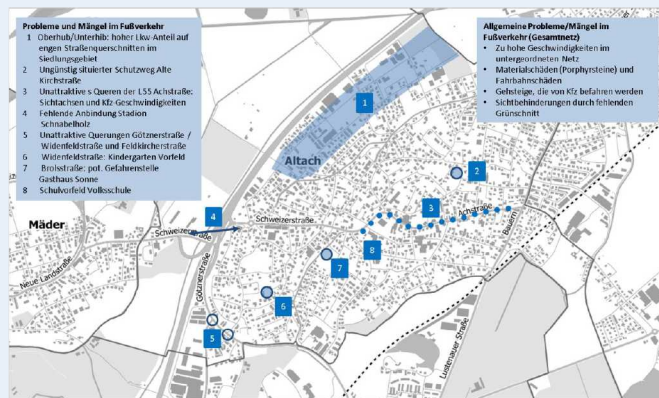 Probleme und Mängel im Fußverkehr
1 Oberhub/Unterhib: hoher Lkw-Anteil auf
engen Straßenquerschnitten im
Siedlungsgebiet
2 Ungünstig situierter Schutzweg Alte
Kirchstraße
3 Unattraktive s Queren der L55 Achstraße:
Sichtachsen und Kfz-Geschwindigkeiten
4 Fehlende Anbindung Stadion
Schnabelholz
5 Unattraktive Querungen Götznerstraße /
Widenfeldstraße und Feldkircherstraße
6 Widenfeldstraße: Kindergarten Vorfeld
7 Brolsstraße: pot. Gefahrenstelle
Gasthaus Sonne
8 Schulvorfeld Volksschule
Allgemeine Probleme/Mängel im
Fußverkehr (Gesamtnetz)
• Zu hohe Geschwindigkeiten im
untergeordneten Netz
• Materialschäden (Porphyrsteine) und
Fahrbahnschäden
• Gehsteige, die von Kfz befahren werden
• Sichtbehinderungen durch fehlenden
Grünschnitt
1
Altach
2
3
Achstraße
Bauern
4
Schweizerstraße
Schweizerstraße
Mäder
Neue Landstraße
Götznerstraße
8
7
6
5
Lustenauer Straße